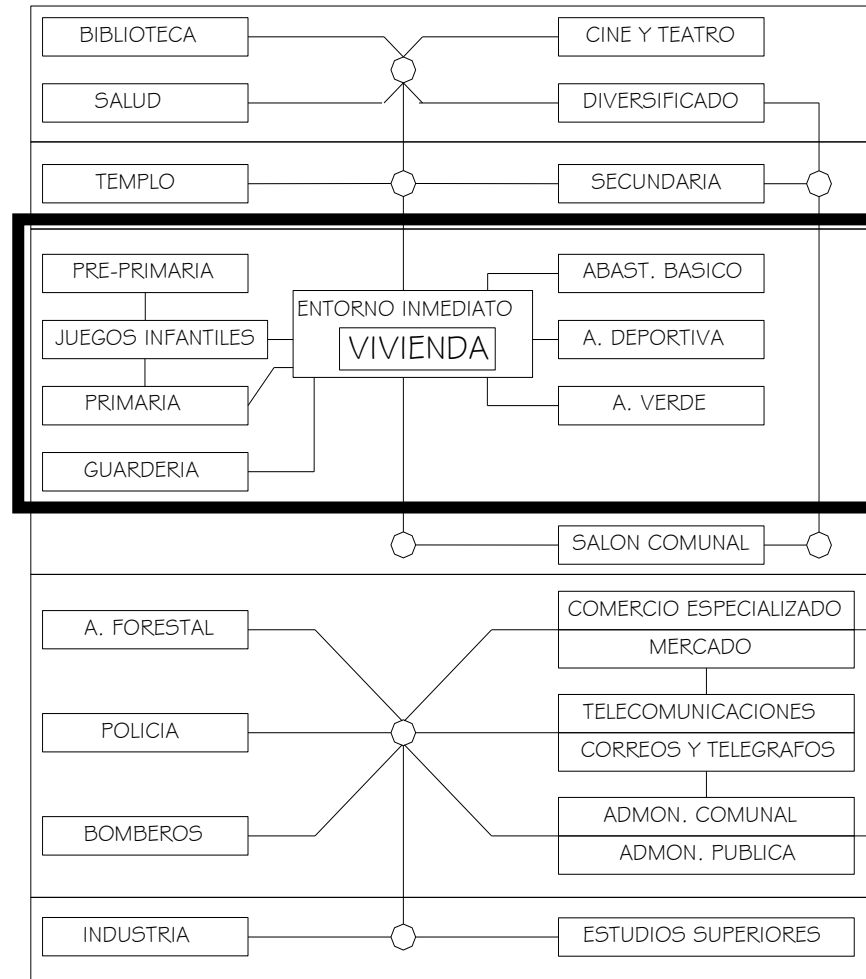 BIBLIOTECA
CINE Y TEATRO
SALUD
DIVERSIFICADO
TEMPLO
SECUNDARIA
PRE-PRIMARIA
ABAST. BASICO
ENTORNO INMEDIATO
JUEGOS INFANTILES
VIVIENDA
A. DEPORTIVA
PRIMARIA
A. VERDE
GUARDERIA
SALON COMUNAL
A. FORESTAL
COMERCIO ESPECIALIZADO
MERCADO
POLICIA
TELECOMUNICACIONES
CORREOS Y TELEGRAFOS
BOMBEROS
ADMON. COMUNAL
ADMON. PUBLICA
INDUSTRIA
ESTUDIOS SUPERIORES